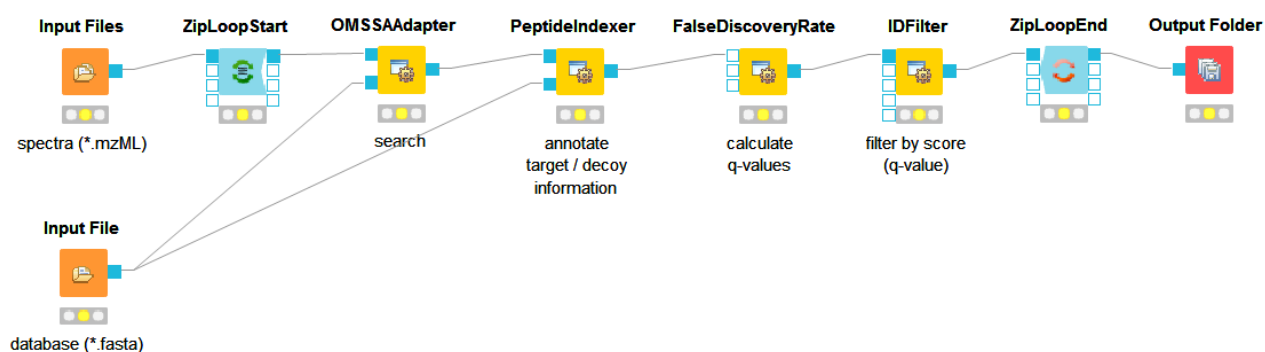 Input Files
ZipLoopStart
OMSSAAdapter
PeptideIndexer
FalseDiscoveryRate
IDFilter
ZipLoopEnd
Output Folder
spectra (*.mzML)
search
annotate
target / decoy
information
calculate
q-values
filter by score
(q-value)
Input File
database (*.fasta)